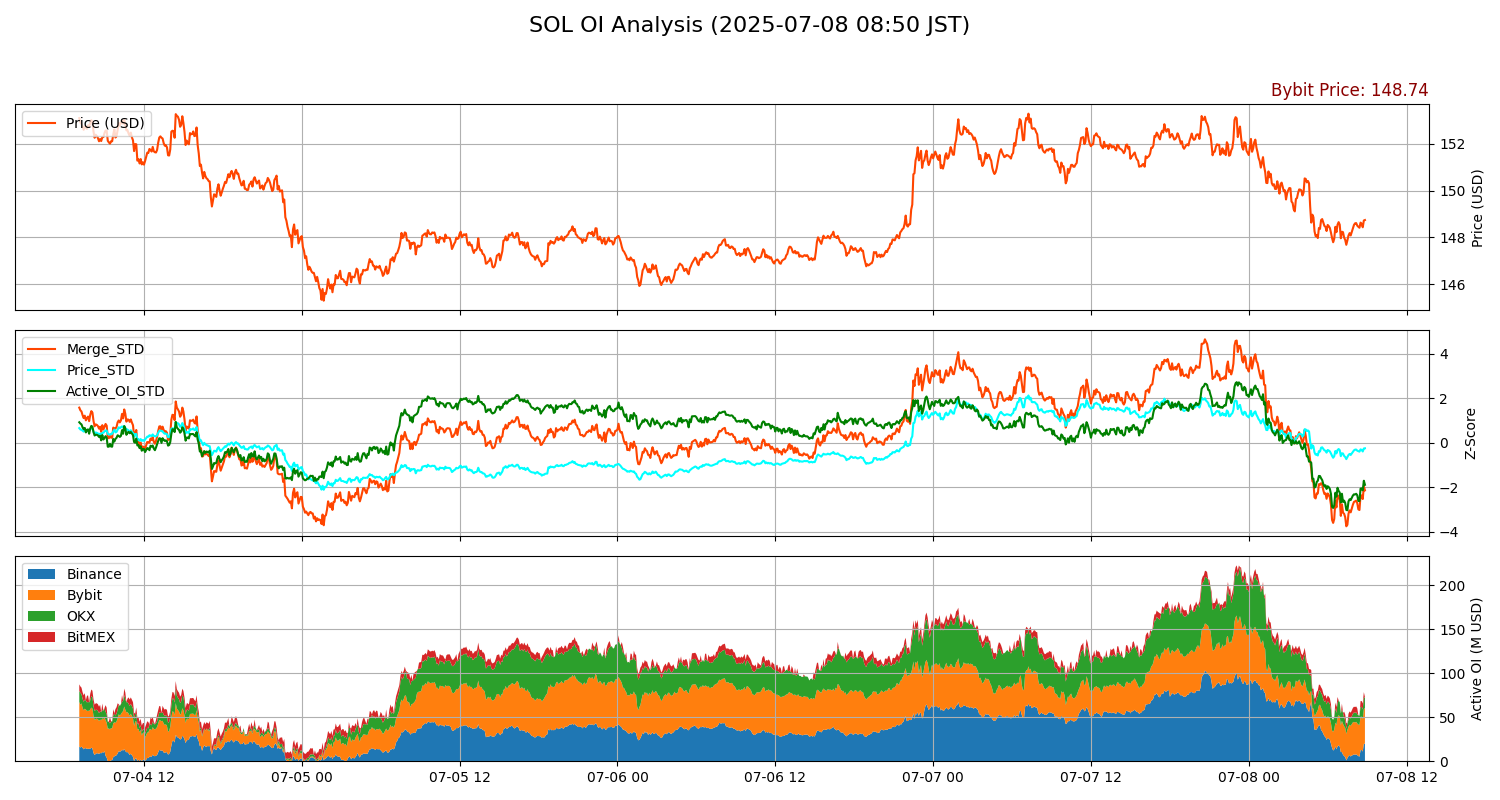 SOL OI Analysis (2025-07-08 08:50 JST)
Bybit Price: 148.74
Price (USD)
152
150
148
146
Price (USD)
Merge_STD
Price_STD
Active_OI_STD
4
2
0
−2
−4
Z-Score
Binance
Bybit
OKX
BitMEX
200
150
100
50
0
Active OI (M USD)
07-04 12
07-05 00
07-05 12
07-06 00
07-06 12
07-07 00
07-07 12
07-08 00
07-08 12